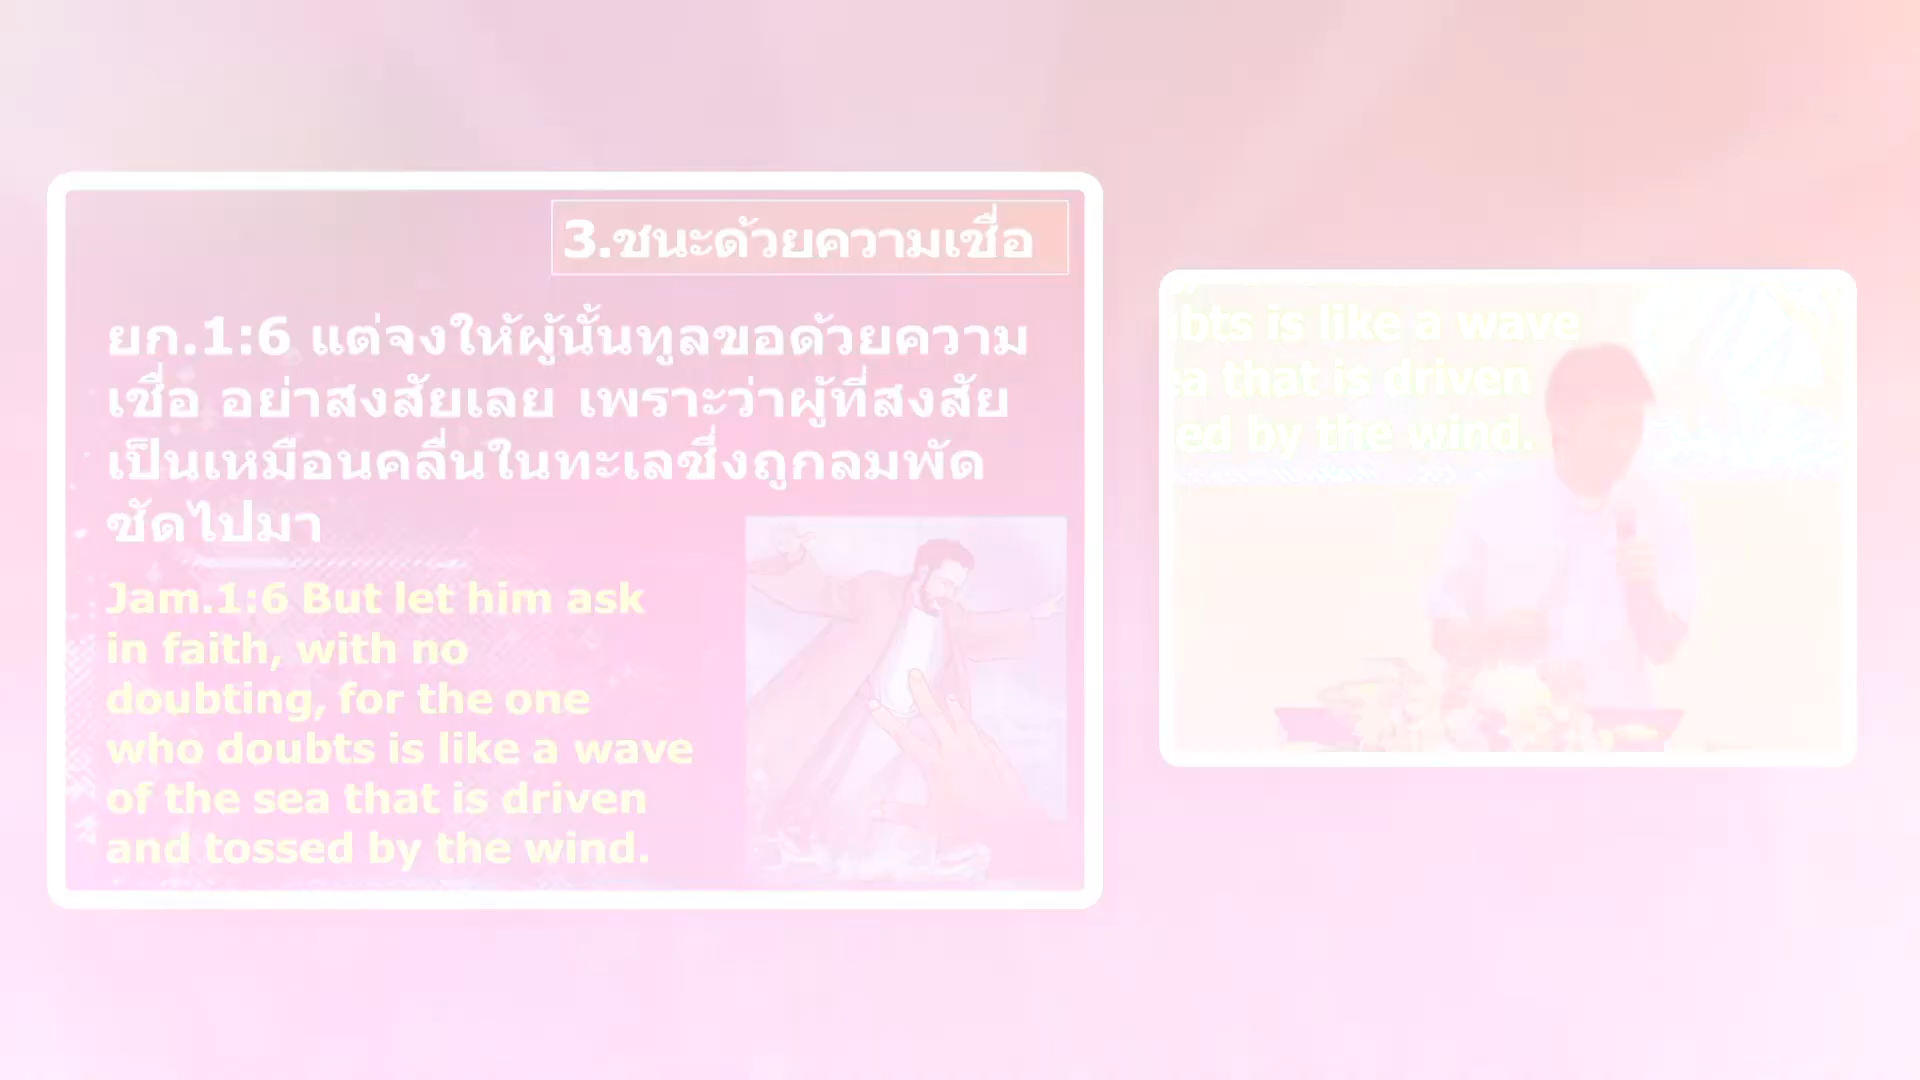 3.ชนะด้วยความเชื่อ
ยก.1:6 แต่จงให้ผู้นั้นทูลขอด้วยความ
เชื่อ อย่าสงสัยเลย เพราะว่าผู้ที่สงสัย
เป็นเหมือนคลื่นในทะเลซึ่งถูกลมพัด
ซัดไปมา
Jam.1:6 But let him ask
in faith, with no
doubting, for the one
who doubts is like a wave
of the sea that is driven
and tossed by the wind.
bts is like a wave
ea that is driven
ed by the wind.